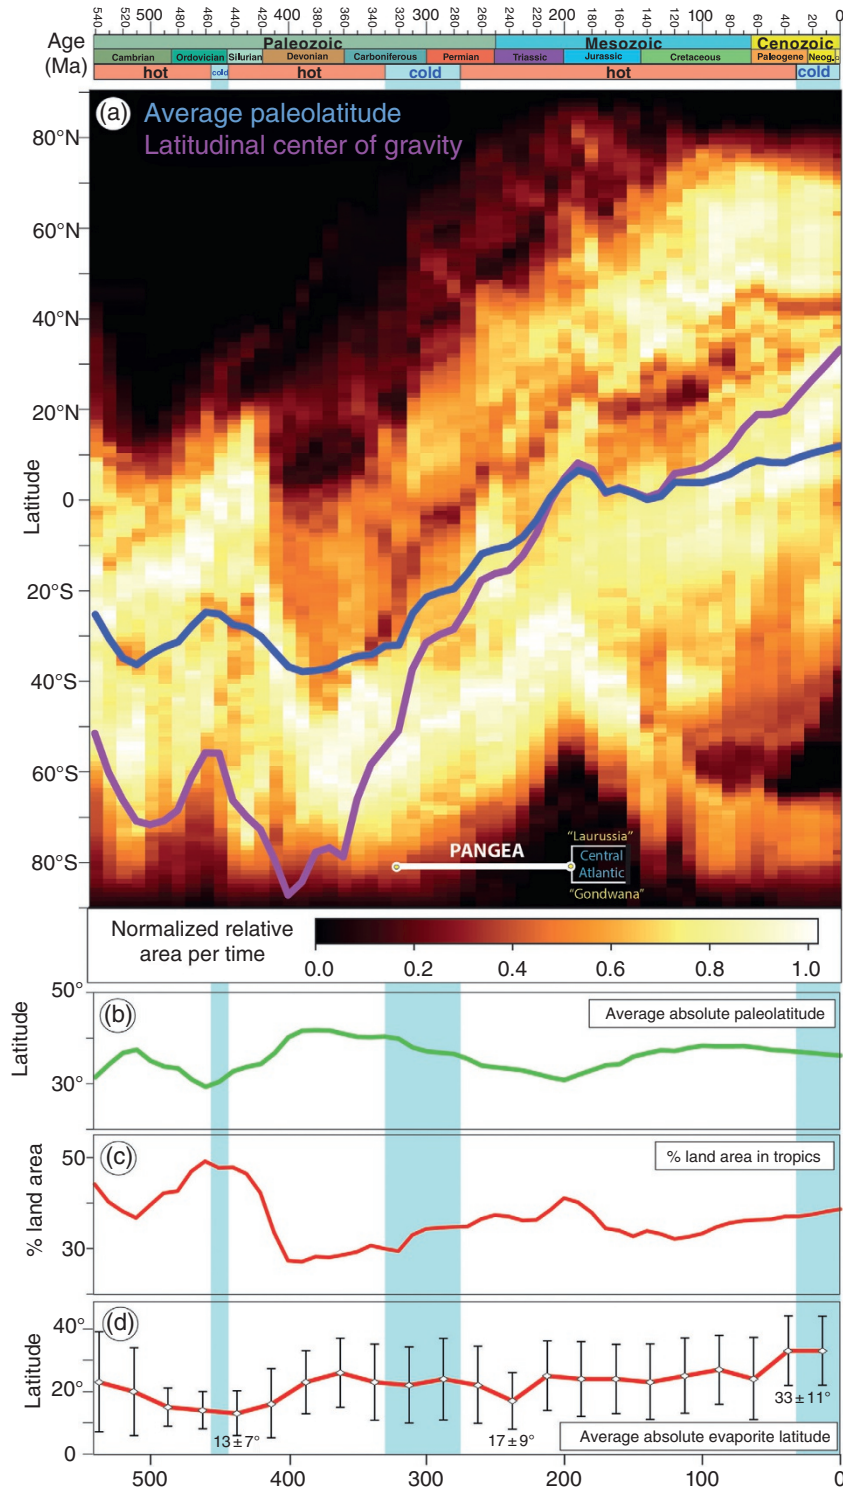 540 520 500 480 460 440 420 400 380 360 340 320 300 280 260 240 220 200 180 160 140 120 100 80 60 40 20 0
Age
(Ma)
Paleozoic Mesozoic Cenozoic
Cambrian Ordovician Silurian Devonian Carboniferous Permian Triassic Jurassic Cretaceous Paleogene Neog.
hot cold hot cold hot cold
(a) Average paleolatitude
Latitudinal center of gravity
80°N
60°N
40°N
20°N
0
20°S
40°S
60°S
80°S
Latitude
PANGEA
"Laurussia"
Central
Atlantic
"Gondwana"
Normalized relative
area per time
0.0 0.2 0.4 0.6 0.8 1.0
(b)
Average absolute paleolatitude
50°
30°
Latitude
(c)
% land area in tropics
50
30
% land area
(d)
40°
20°
0
Latitude
13 ± 7°
17 ± 9°
33 ± 11°
Average absolute evaporite latitude
500 400 300 200 100 0